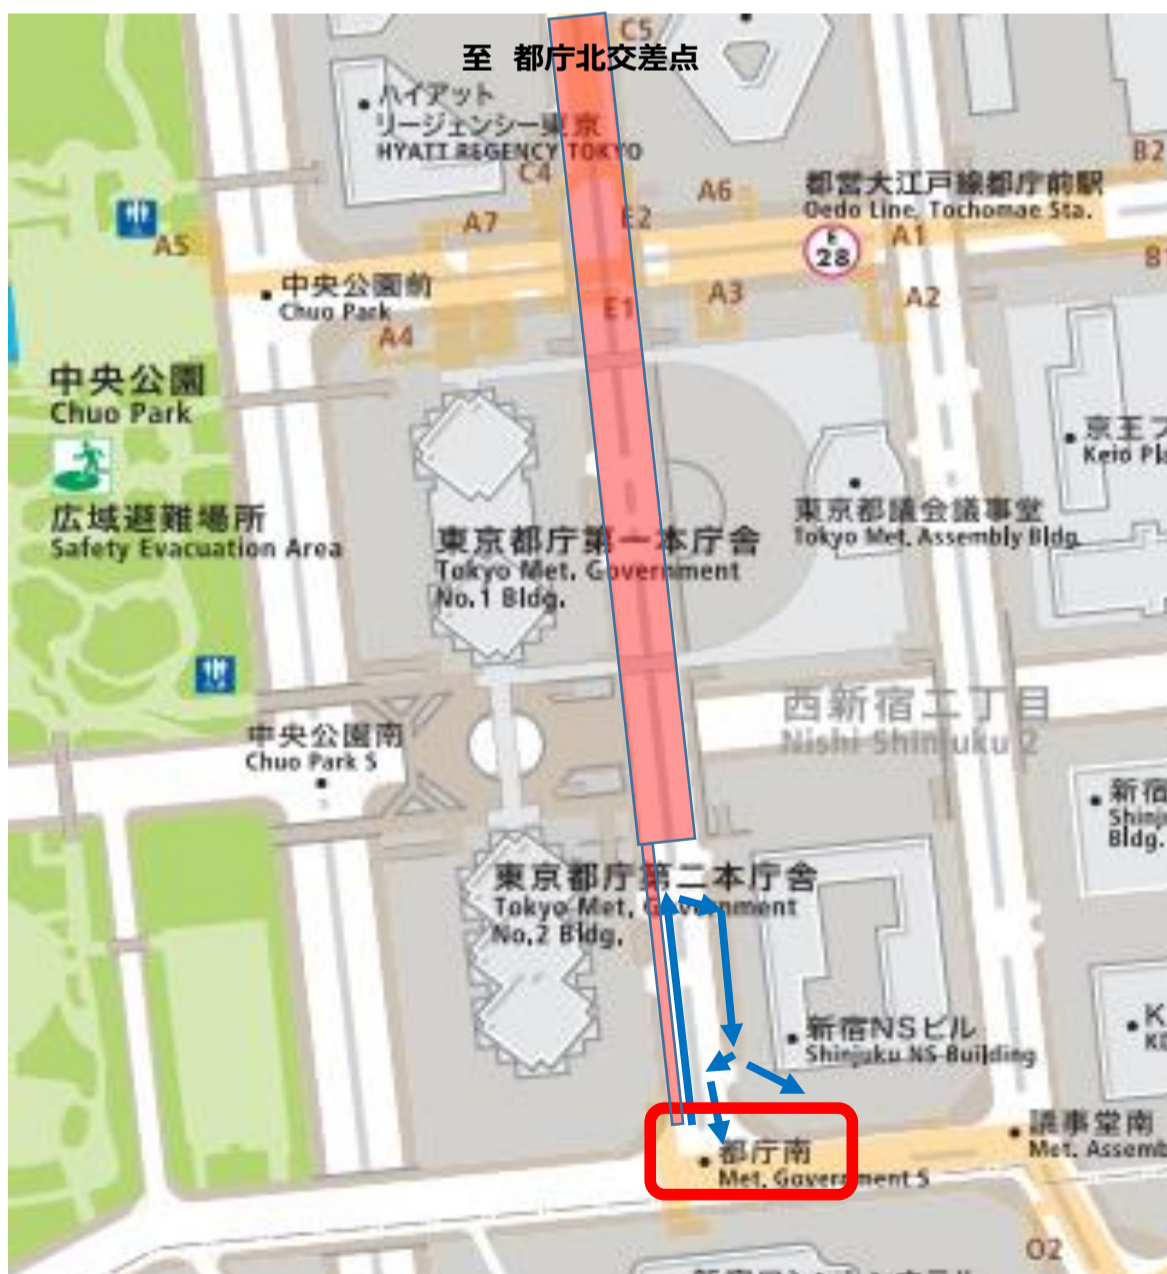 C5
至 都庁北交差点
ハイアット
リージェンシー東京
HYATT REGENCY TOKYO
C4
B2
A6
都営大江戸線都庁前駅
Oedo Line, Tochomae Sta.
A7
E2
A5
A1
E
28
中央公園前
Chuo Park
A3
A2
E1
A4
中央公園
Chuo Park
Keio Pla
広域避難場所
Safety Evacuation Area
東京都議会議事堂
Tokyo Met. Assembly Bldg.
東京都庁第一本庁舎
Tokyo Met. Government
No.1 Bldg.
西新宿二丁目
Nishi-Shinjuku 2
中央公園南
Chuo Park S
新宿
Shinju
Bldg.
東京都庁第二本庁舎
Tokyo Met. Government
No.2 Bldg.
新宿NSビル
Shinjuku NS Building
都庁南
Met. Government S
議事堂南
Met. Assemb
O2